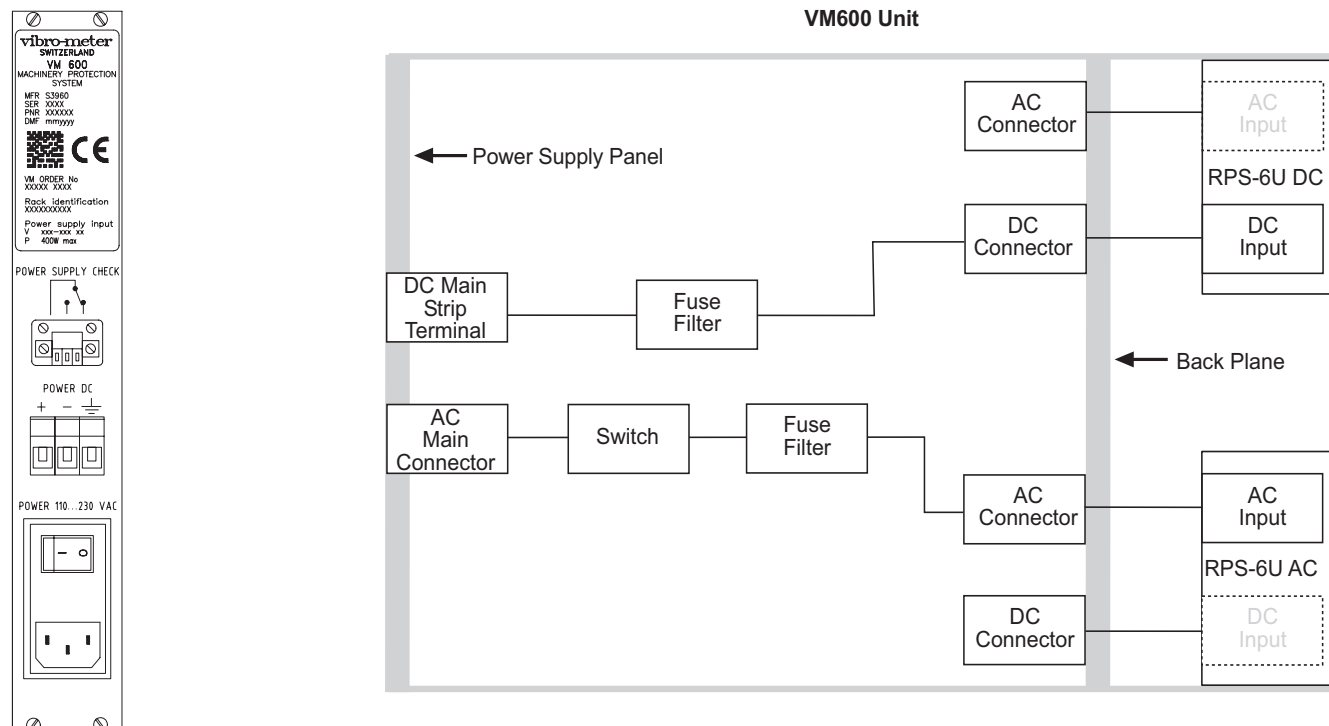 vibro-meter
SWITZERLAND
VM 600
MACHINERY PROTECTION
SYSTEM
MFR S3960
SER XXXX
PNR XXXXXX
DMF mmyyyy
CE
VM ORDER No
XXXXX XXXX
Rack identification
XXXXXXXXXX
Power supply input
V xxx-xxx xx
P 400W max
POWER SUPPLY CHECK
POWER DC
+ -
POWER 110...230 VAC
- O
VM600 Unit
Power Supply Panel
AC
Connector
AC
Input
RPS-6U DC
DC
Connector
DC
Input
DC Main
Strip
Terminal
Fuse
Filter
Back Plane
AC
Main
Connector
Switch
Fuse
Filter
AC
Connector
AC
Input
RPS-6U AC
DC
Connector
DC
Input